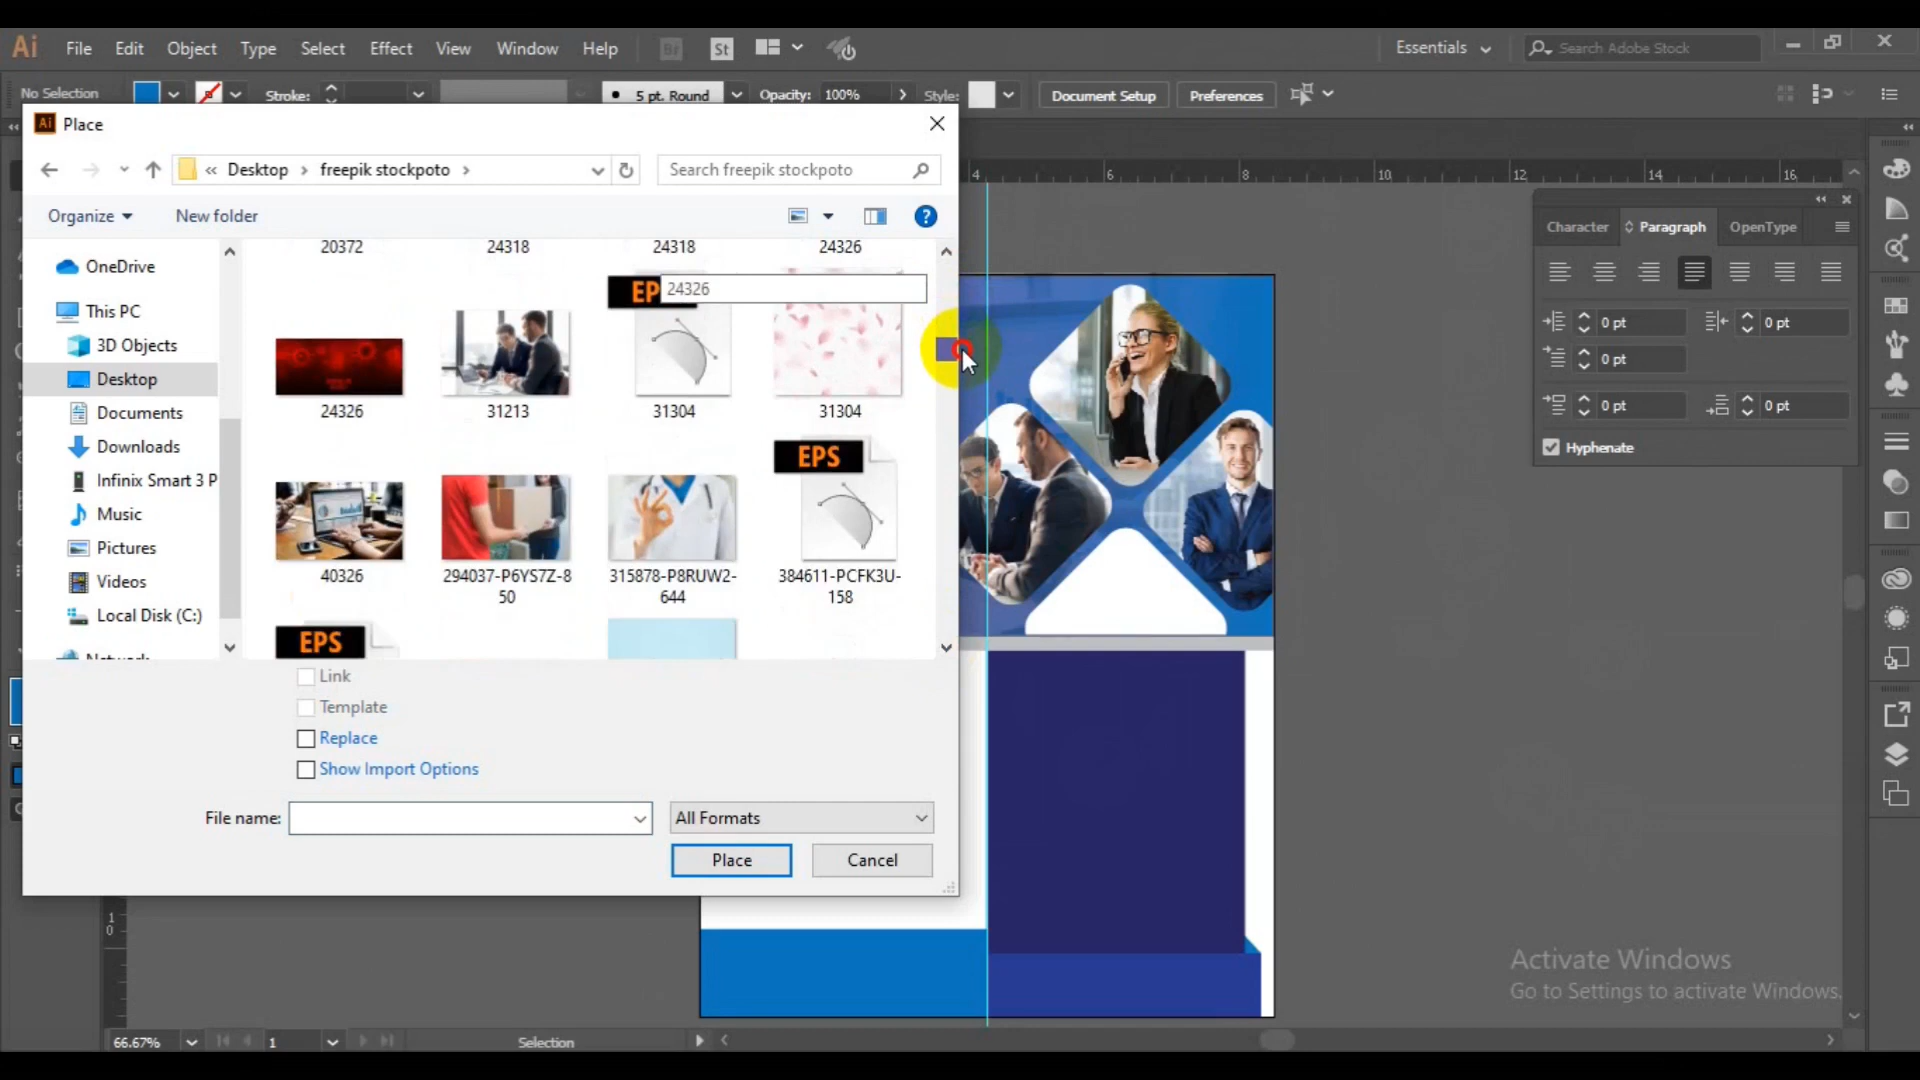 Ai File Edit Object Type Select Effect View Window Help Br St Essentials Search Adobe Stock
No Selection Stroke: 5 pt. Round Opacity: 100% Style: Document Setup Preferences
Ai Place
« Desktop freepik stockpoto Search freepik stockpoto
4 6 8 10 12 14 16
Organize New folder
Character Paragraph OpenType
OneDrive
This PC
3D Objects
Desktop
Documents
Downloads
Infinix Smart 3 P
Music
Pictures
Videos
Local Disk (C:)
20372 24318 24318 24326
24326
24326 31213 31304 31304
EPS
40326 294037-P6YS7Z-850 315878-P8RUW2-644 384611-PCFK3U-158
EPS
0 pt 0 pt
0 pt
0 pt 0 pt
Hyphenate
Link
Template
Replace
Show Import Options
File name: All Formats
Place Cancel
1
0
Activate Windows
Go to Settings to activate Windows.
66.67% 1 Selection